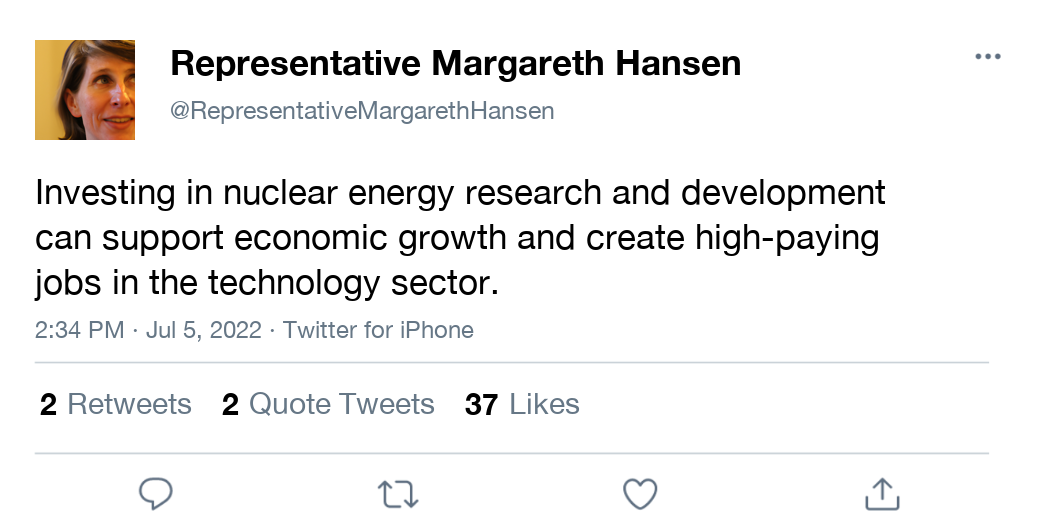 Representative Margareth Hansen
@RepresentativeMargarethHansen
Investing in nuclear energy research and development
can support economic growth and create high-paying
jobs in the technology sector.
2:34 PM · Jul 5, 2022 · Twitter for iPhone
2 Retweets 2 Quote Tweets 37 Likes